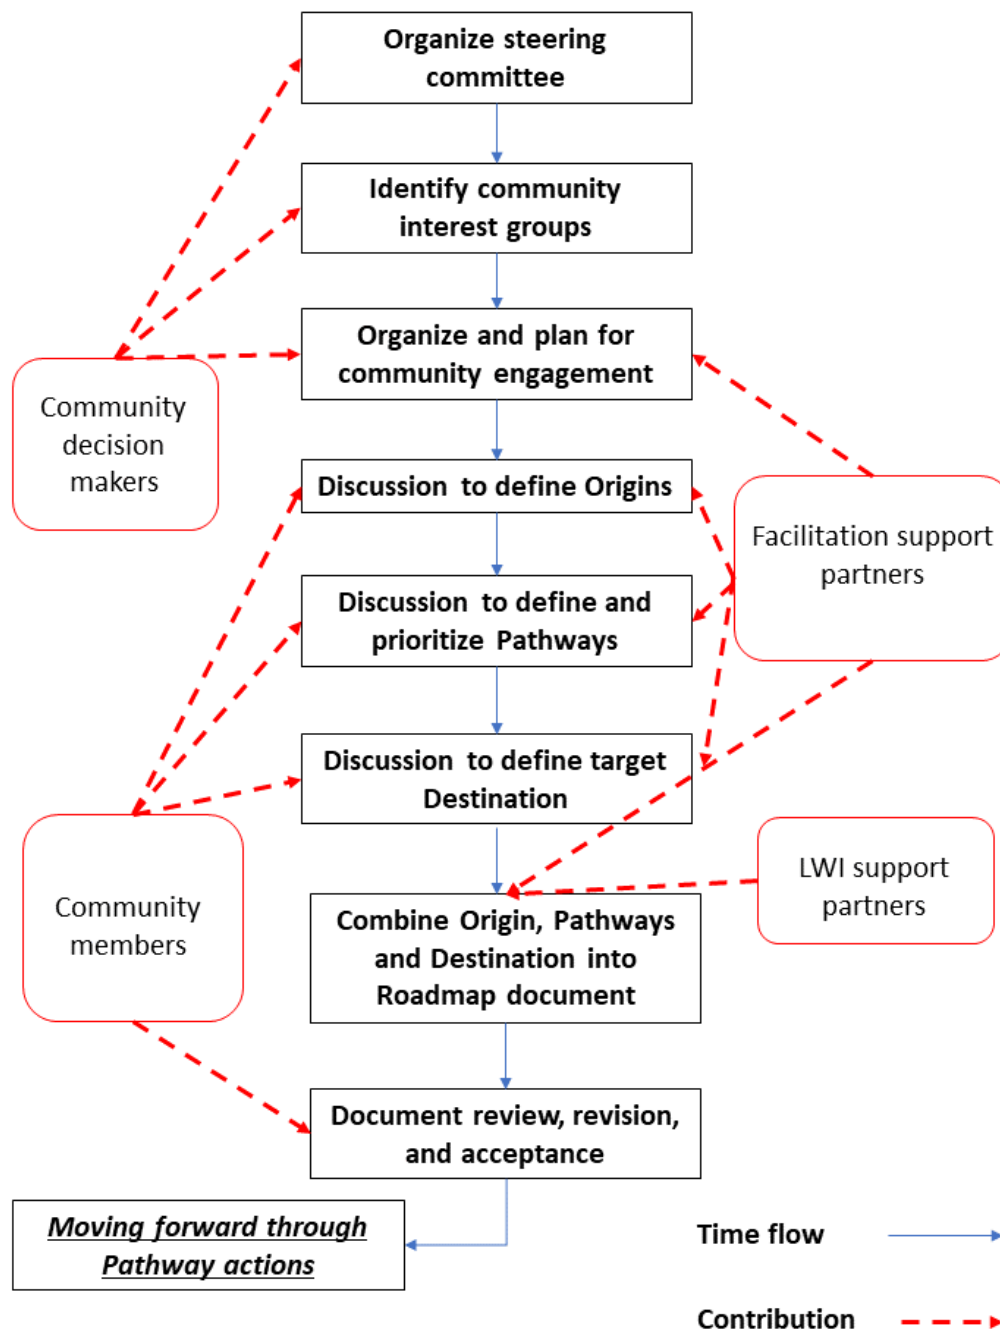 Organize steering
committee
Identify community
interest groups
Organize and plan for
community engagement
Community
decision
makers
Discussion to define Origins
Facilitation support
partners
Discussion to define and
prioritize Pathways
Discussion to define target
Destination
LWI support
partners
Community
members
Combine Origin, Pathways
and Destination into
Roadmap document
Document review, revision,
and acceptance
Moving forward through
Pathway actions
Time flow
Contribution